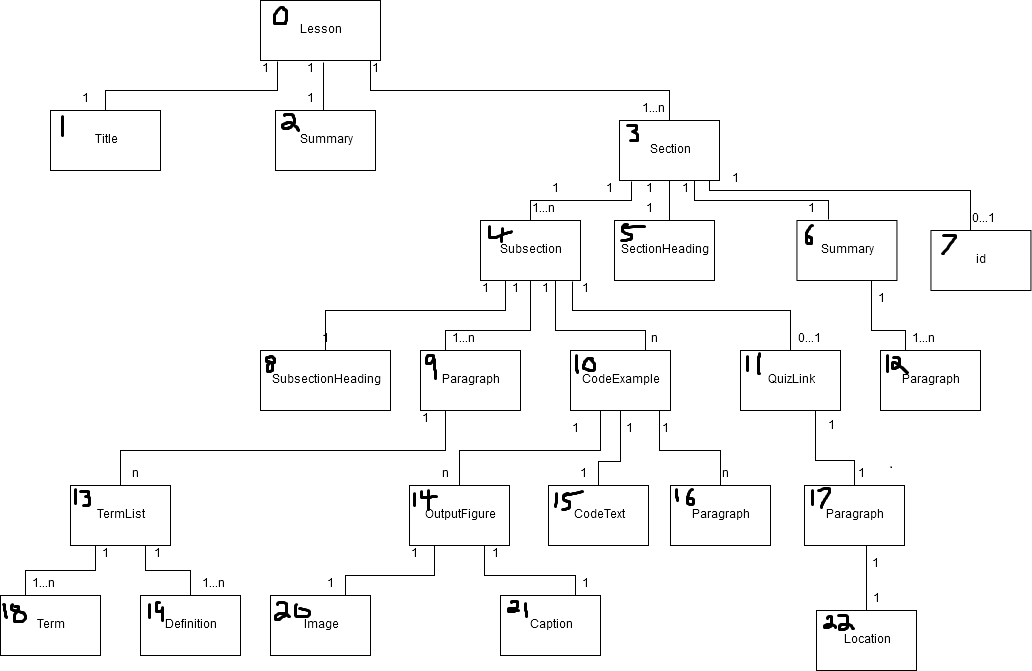 0 Lesson
1 1 1
1 1 1...n
1 Title
2 Summary
3 Section
1 1 1 1 1
1...n 1 1 0...1
4 Subsection
5 SectionHeading
6 Summary
7 id
1 1 1 1 1
1 1...n n 0...1 1...n
8 SubsectionHeading
9 Paragraph
10 CodeExample
11 QuizLink
12 Paragraph
1 1 1 1 1
n n 1 n 1
13 TermList
14 OutputFigure
15 CodeText
16 Paragraph
17 Paragraph
1 1 1 1 1
1...n 1...n 1 1 1
18 Term
19 Definition
20 Image
21 Caption
22 Location